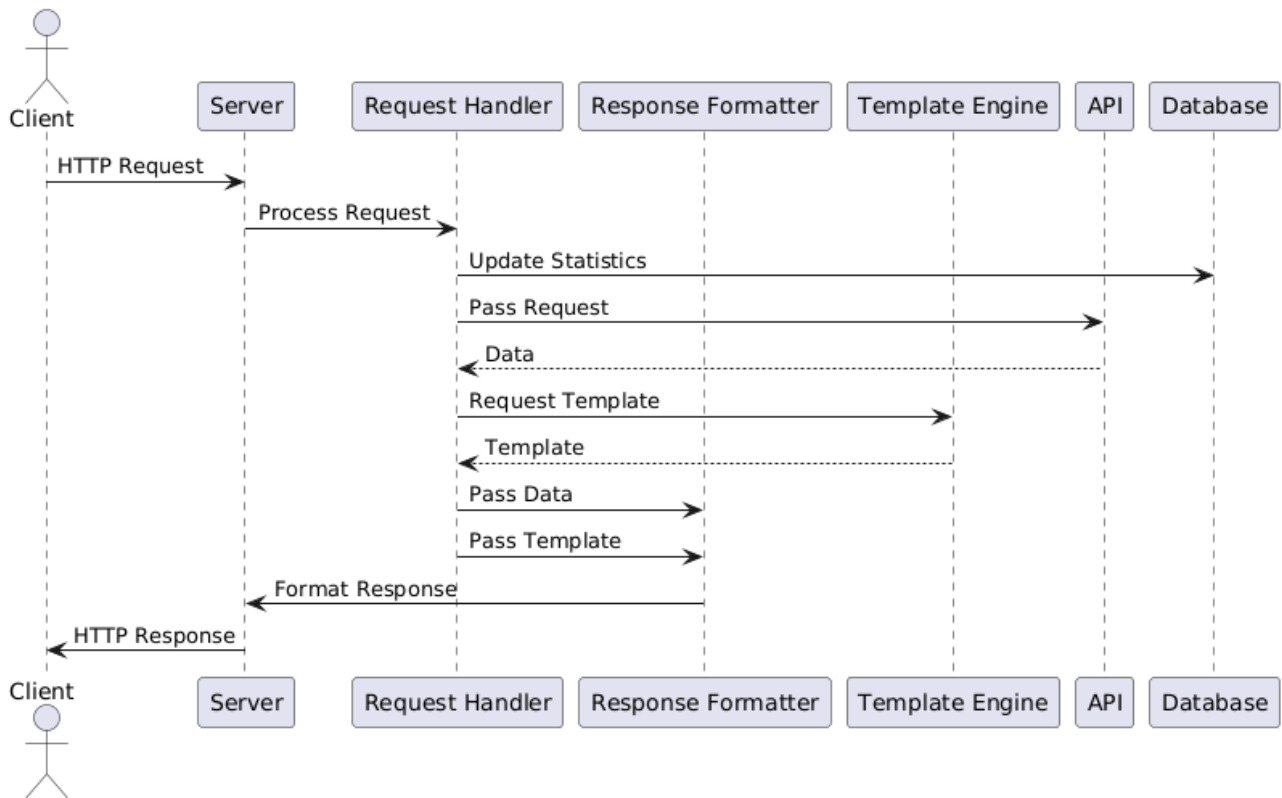 Client
Server
Request Handler
Response Formatter
Template Engine
API
Database
HTTP Request
Process Request
Update Statistics
Pass Request
Data
Request Template
Template
Pass Data
Pass Template
Format Response
HTTP Response
Client
Server
Request Handler
Response Formatter
Template Engine
API
Database